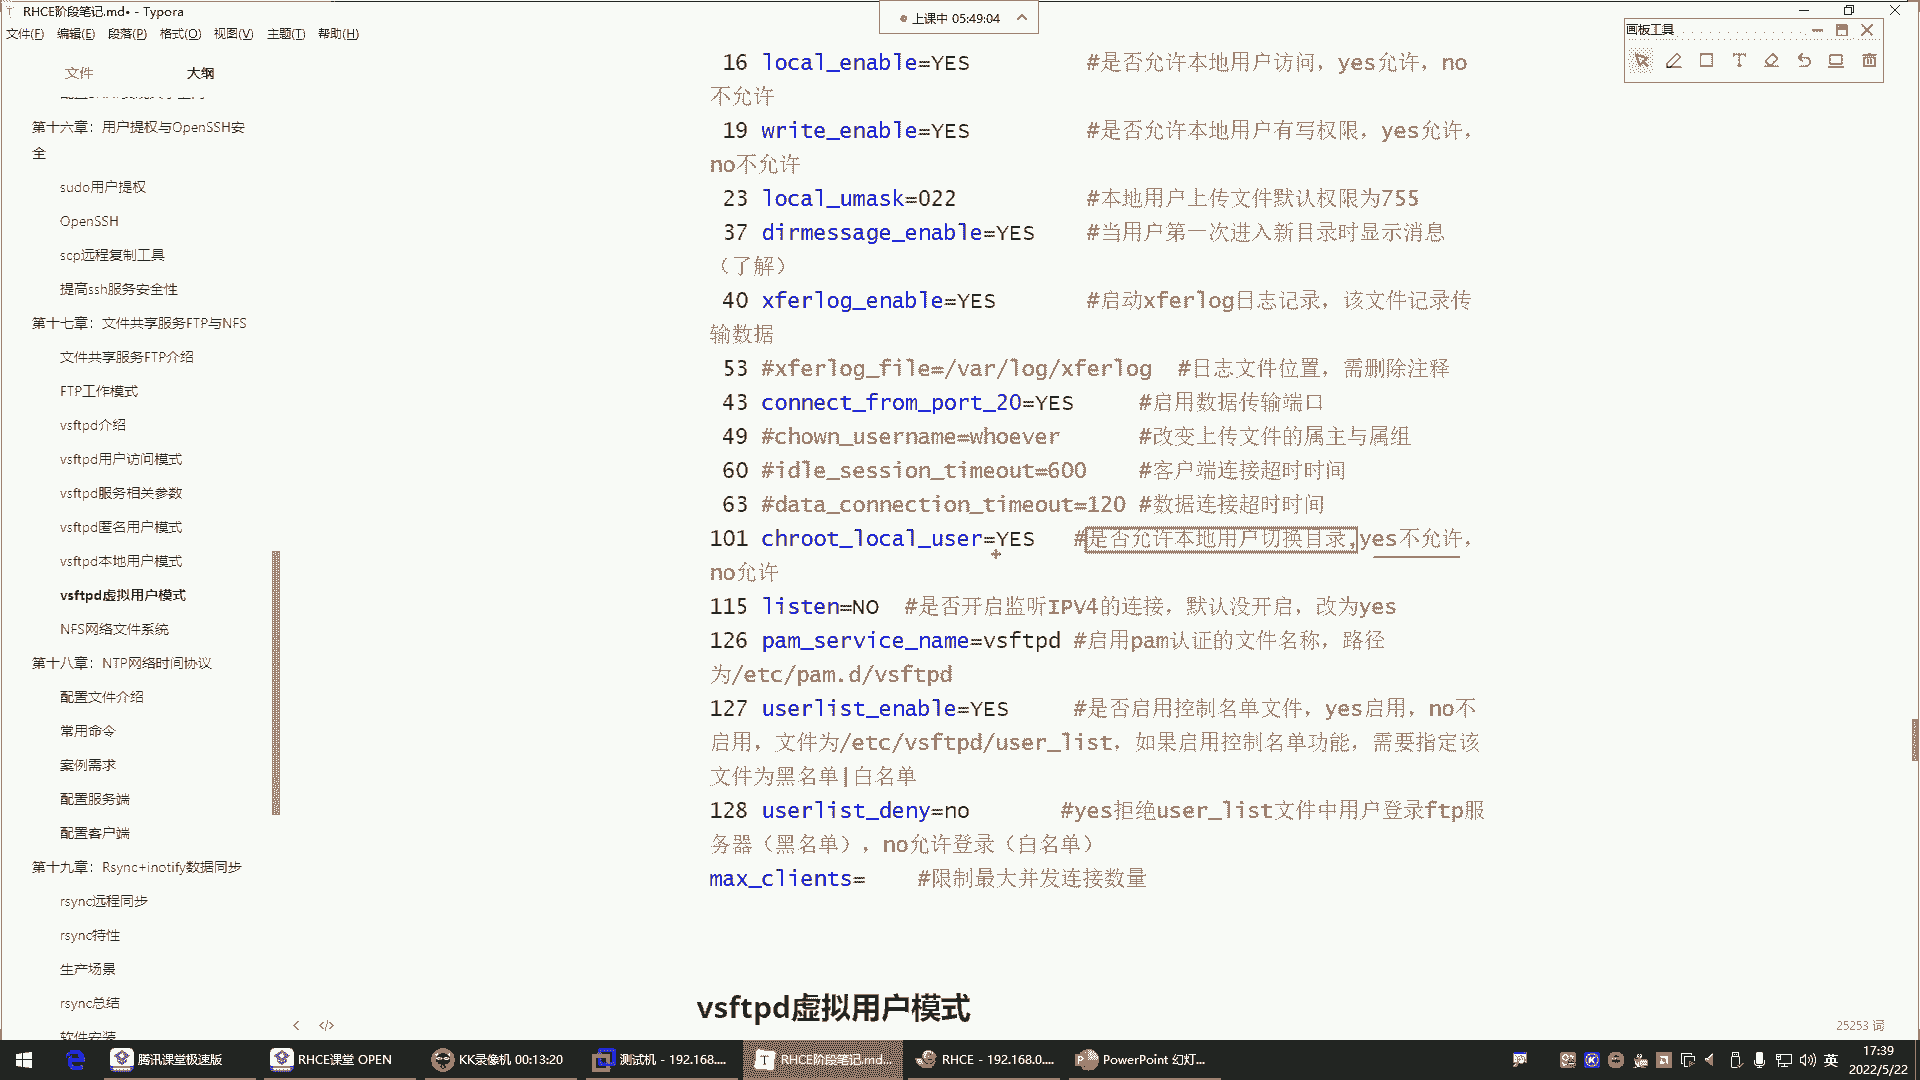 RHCE阶段笔记.md• - Typora
上课中 05:49:04
文件(F) 编辑(E) 段落(P) 格式(O) 视图(V) 主题(T) 帮助(H)
画板工具
文件 大纲
第十六章：用户提权与OpenSSH安
全
sudo用户提权
OpenSSH
scp远程复制工具
提高ssh服务安全性
第十七章：文件共享服务FTP与NFS
文件共享服务FTP介绍
FTP工作模式
vsftpd介绍
vsftpd用户访问模式
vsftpd服务相关参数
vsftpd匿名用户模式
vsftpd本地用户模式
vsftpd虚拟用户模式
NFS网络文件系统
第十八章：NTP网络时间协议
配置文件介绍
常用命令
案例需求
配置服务端
配置客户端
第十九章：Rsync+inotify数据同步
rsync远程同步
rsync特性
生产场景
rsync总结
软件安装
16 local_enable=YES #是否允许本地用户访问，yes允许，no
不允许
19 write_enable=YES #是否允许本地用户有写权限，yes允许，
no不允许
23 local_umask=022 #本地用户上传文件默认权限为755
37 dirmessage_enable=YES #当用户第一次进入新目录时显示消息
（了解）
40 xferlog_enable=YES #启动xferlog日志记录，该文件记录传
输数据
53 #xferlog_file=/var/log/xferlog #日志文件位置，需删除注释
43 connect_from_port_20=YES #启用数据传输端口
49 #chown_username=whoever #改变上传文件的属主与属组
60 #idle_session_timeout=600 #客户端连接超时时间
63 #data_connection_timeout=120 #数据连接超时时间
101 chroot_local_user=YES #是否允许本地用户切换目录,yes不允许，
no允许
115 listen=NO #是否开启监听IPV4的连接，默认没开启，改为yes
126 pam_service_name=vsftpd #启用pam认证的文件名称，路径
为/etc/pam.d/vsftpd
127 userlist_enable=YES #是否启用控制名单文件，yes启用，no不
启用，文件为/etc/vsftpd/user_list，如果启用控制名单功能，需要指定该
文件为黑名单|白名单
128 userlist_deny=no #yes拒绝user_list文件中用户登录ftp服
务器（黑名单），no允许登录（白名单）
max_clients= #限制最大并发连接数量
vsftpd虚拟用户模式
25253 词
腾讯课堂极速版 RHCE课堂 OPEN KK录像机 00:13:20 测试机 - 192.168.... RHCE阶段笔记.md... RHCE - 192.168.0.... PowerPoint 幻灯...
英
17:39
2022/5/22